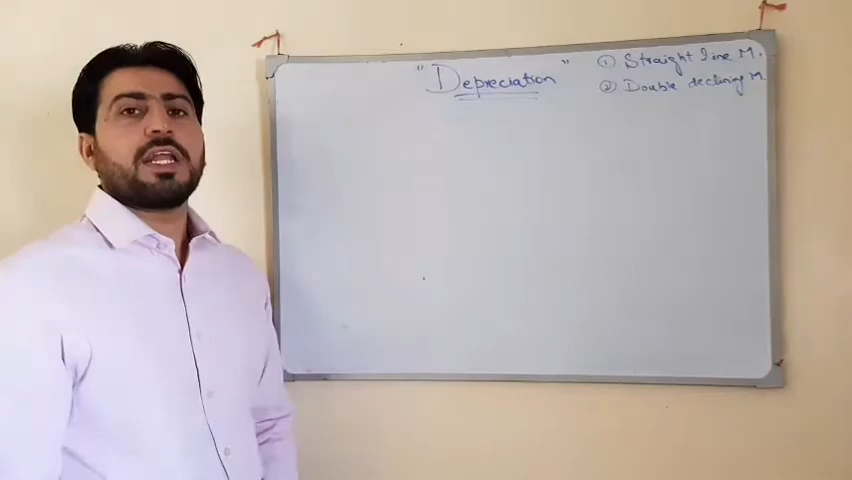 "Depreciation"
① Straight line M.
② Double declining M